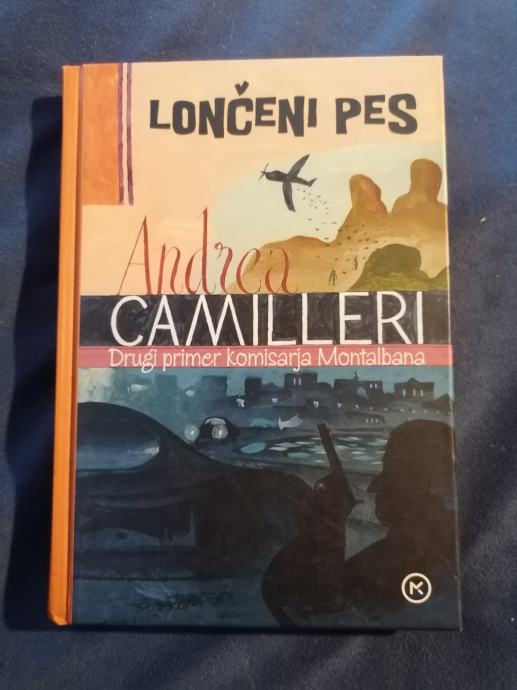 LONČENI PES
Andrea
CAMILLERI
Drugi primer komisarja Montalbana